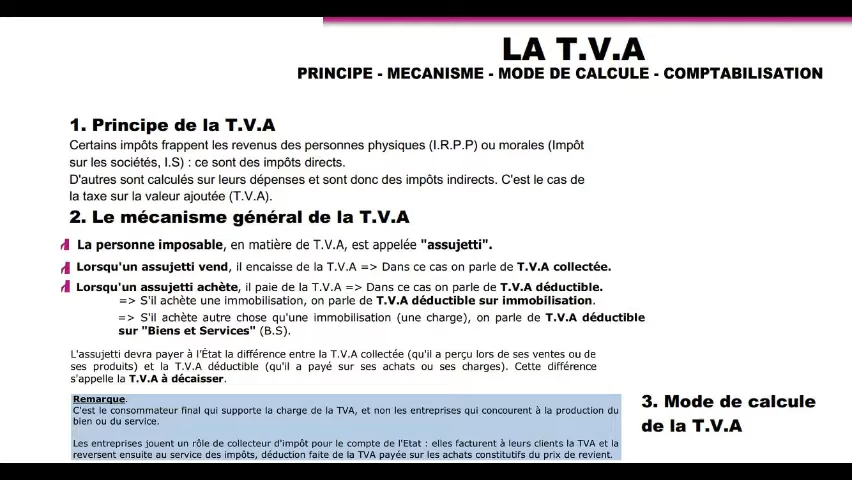 LA T.V.A
PRINCIPE - MECANISME - MODE DE CALCULE - COMPTABILISATION
1. Principe de la T.V.A
Certains impôts frappent les revenus des personnes physiques (I.R.P.P) ou morales (Impôt
sur les sociétés, I.S) : ce sont des impôts directs.
D'autres sont calculés sur leurs dépenses et sont donc des impôts indirects. C'est le cas de
la taxe sur la valeur ajoutée (T.V.A).
2. Le mécanisme général de la T.V.A
La personne imposable, en matière de T.V.A, est appelée "assujetti".
Lorsqu'un assujetti vend, il encaisse de la T.V.A => Dans ce cas on parle de T.V.A collectée.
Lorsqu'un assujetti achète, il paie de la T.V.A => Dans ce cas on parle de T.V.A déductible.
=> S'il achète une immobilisation, on parle de T.V.A déductible sur immobilisation.
=> S'il achète autre chose qu'une immobilisation (une charge), on parle de T.V.A déductible
sur "Biens et Services" (B.S).
L'assujetti devra payer à l'État la différence entre la T.V.A collectée (qu'il a perçu lors de ses ventes ou de
ses produits) et la T.V.A déductible (qu'il a payé sur ses achats ou ses charges). Cette différence
s'appelle la T.V.A à décaisser.
Remarque.
C'est le consommateur final qui supporte la charge de la TVA, et non les entreprises qui concourent à la production du
bien ou du service.
Les entreprises jouent un rôle de collecteur d'impôt pour le compte de l'Etat : elles facturent à leurs clients la TVA et la
reversent ensuite au service des impôts, déduction faite de la TVA payée sur les achats constitutifs du prix de revient.
3. Mode de calcule
de la T.V.A